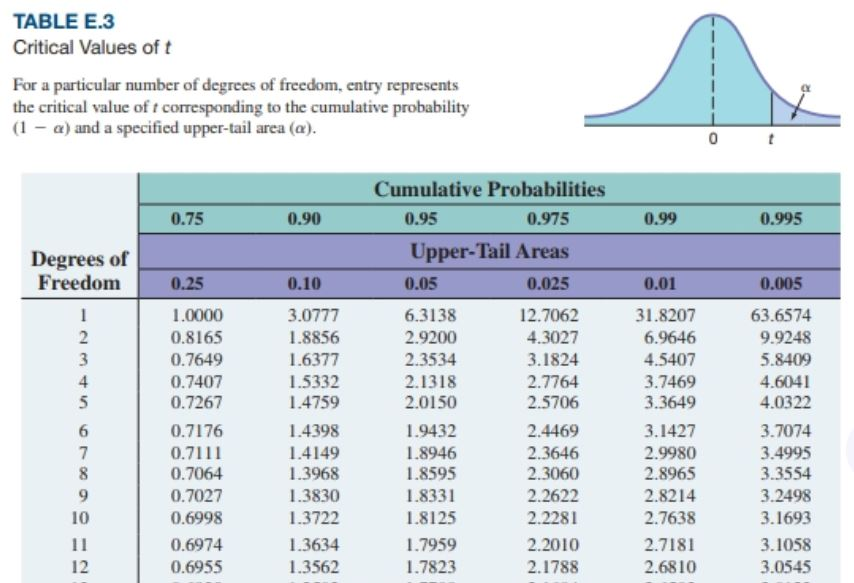 TABLE E.3
Critical Values of t
For a particular number of degrees of freedom, entry represents
the critical value of t corresponding to the cumulative probability
(1 − α) and a specified upper-tail area (α).
α
0 t
Cumulative Probabilities
0.75 0.90 0.95 0.975 0.99 0.995
Upper-Tail Areas
Degrees of
Freedom 0.25 0.10 0.05 0.025 0.01 0.005
1 1.0000 3.0777 6.3138 12.7062 31.8207 63.6574
2 0.8165 1.8856 2.9200 4.3027 6.9646 9.9248
3 0.7649 1.6377 2.3534 3.1824 4.5407 5.8409
4 0.7407 1.5332 2.1318 2.7764 3.7469 4.6041
5 0.7267 1.4759 2.0150 2.5706 3.3649 4.0322
6 0.7176 1.4398 1.9432 2.4469 3.1427 3.7074
7 0.7111 1.4149 1.8946 2.3646 2.9980 3.4995
8 0.7064 1.3968 1.8595 2.3060 2.8965 3.3554
9 0.7027 1.3830 1.8331 2.2622 2.8214 3.2498
10 0.6998 1.3722 1.8125 2.2281 2.7638 3.1693
11 0.6974 1.3634 1.7959 2.2010 2.7181 3.1058
12 0.6955 1.3562 1.7823 2.1788 2.6810 3.0545